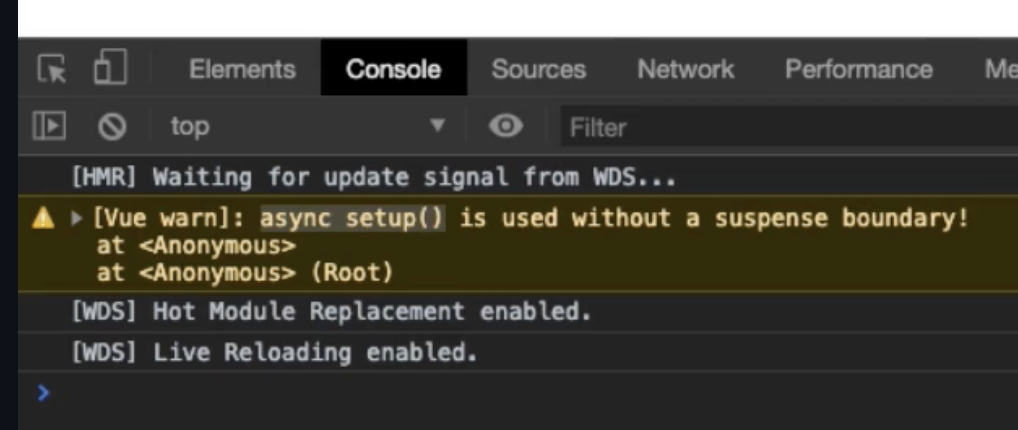 Elements Console Sources Network Performance Me
top Filter
[HMR] Waiting for update signal from WDS...
[Vue warn]: async setup() is used without a suspense boundary!
at <Anonymous>
at <Anonymous> (Root)
[WDS] Hot Module Replacement enabled.
[WDS] Live Reloading enabled.